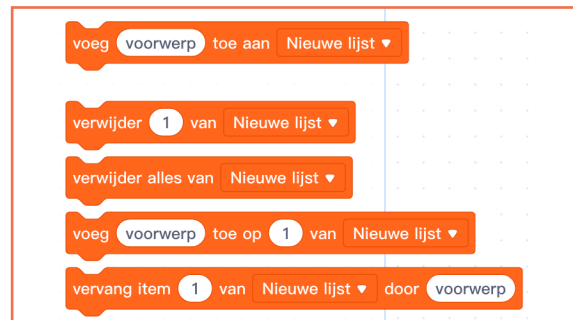 voeg voorwerp toe aan Nieuwe lijst
verwijder 1 van Nieuwe lijst
verwijder alles van Nieuwe lijst
voeg voorwerp toe op 1 van Nieuwe lijst
vervang item 1 van Nieuwe lijst door voorwerp